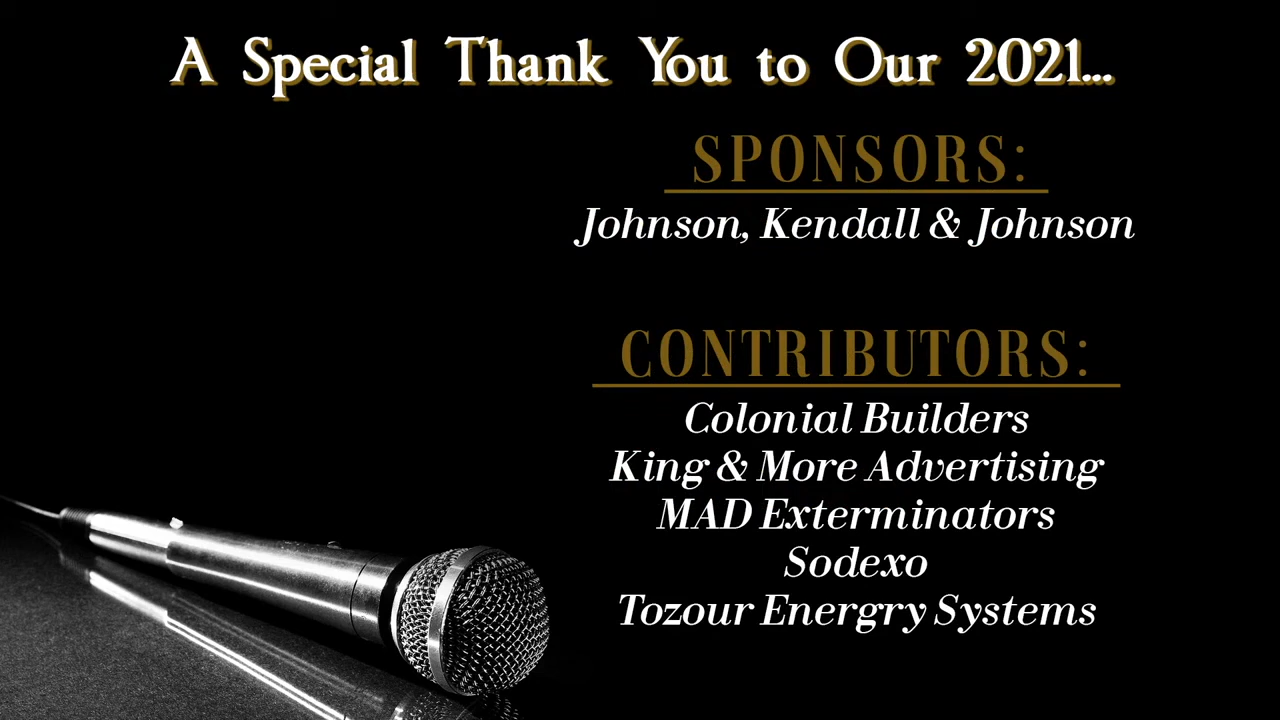 A Special Thank You to Our 2021...
SPONSORS:
Johnson, Kendall & Johnson
CONTRIBUTORS:
Colonial Builders
King & More Advertising
MAD Exterminators
Sodexo
Tozour Energry Systems